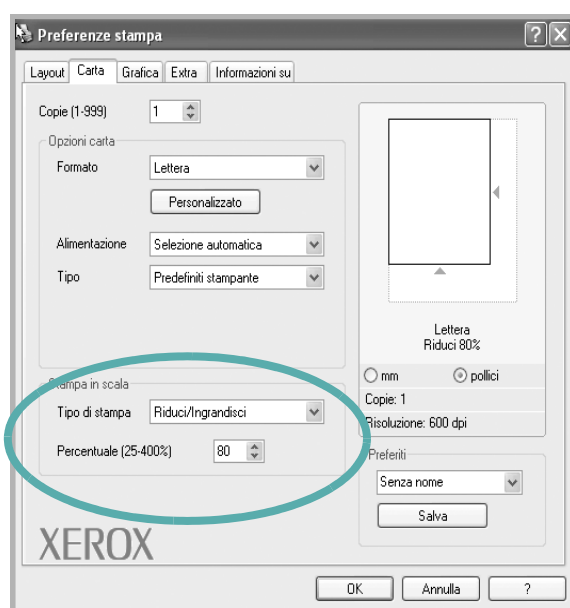 Preferenze stampa
Layout Carta Grafica Extra Informazioni su
Copie (1-999) 1
Opzioni carta
Formato Lettera
Personalizzato
Alimentazione Selezione automatica
Tipo Predefiniti stampante
Lettera
Riduci 80%
mm pollici
Copie: 1
Risoluzione: 600 dpi
Stampa in scala
Tipo di stampa Riduci/Ingrandisci
Percentuale (25-400%) 80
Preferiti
Senza nome
Salva
XEROX
OK Annulla ?